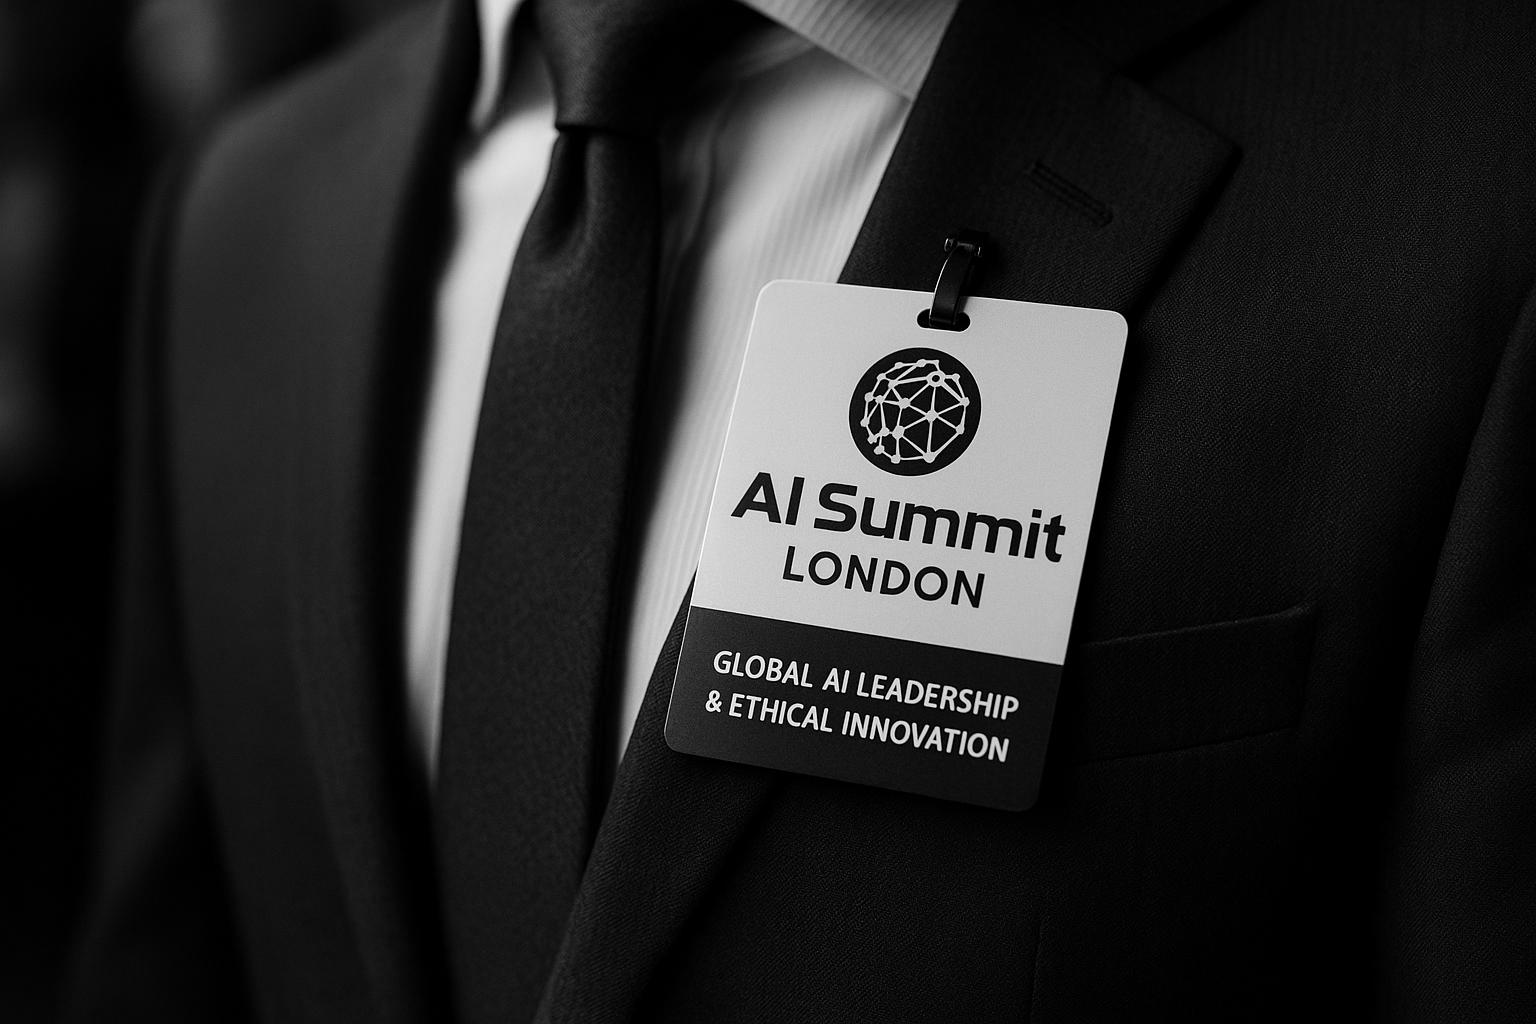 AI Summit
LONDON
GLOBAL AI LEADERSHIP
& ETHICAL INNOVATION